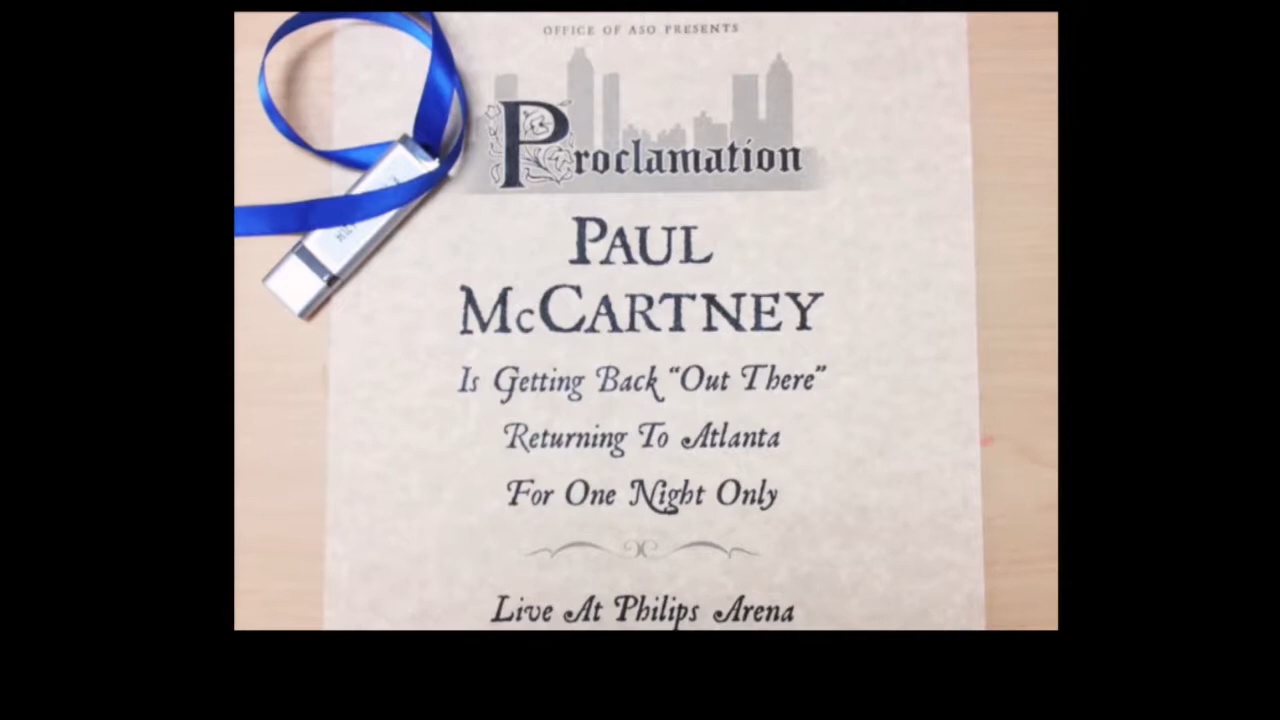 OFFICE OF ASO PRESENTS
Proclamation
PAUL
McCARTNEY
Is Getting Back “Out There”
Returning To Atlanta
For One Night Only
Live At Philips Arena